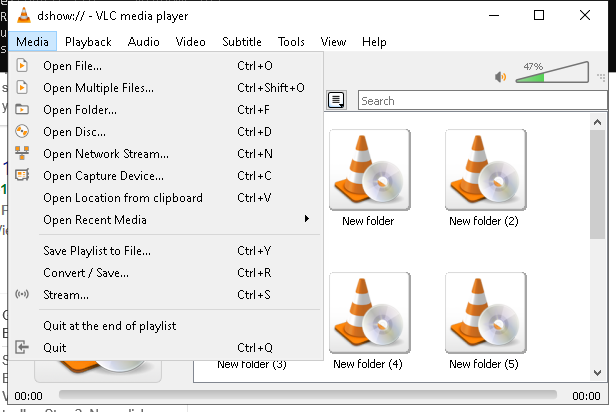 dshow:// - VLC media player
Media Playback Audio Video Subtitle Tools View Help
Open File... Ctrl+O
Open Multiple Files... Ctrl+Shift+O
Open Folder... Ctrl+F
Open Disc... Ctrl+D
Open Network Stream... Ctrl+N
Open Capture Device... Ctrl+C
Open Location from clipboard Ctrl+V
Open Recent Media
Save Playlist to File... Ctrl+Y
Convert / Save... Ctrl+R
Stream... Ctrl+S
Quit at the end of playlist
Quit Ctrl+Q
47%
Search
New folder New folder (2)
New folder (3) New folder (4) New folder (5)
00:00 00:00